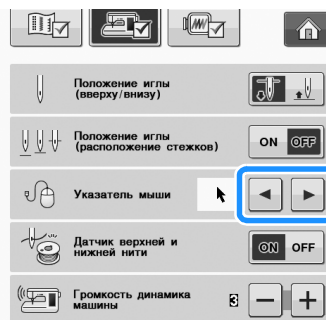 Положение иглы
(вверху/внизу)
Положение иглы
(расположение стежков)
ON OFF
Указатель мыши
Датчик верхней и
нижней нити
ON OFF
Громкость динамика
машины
3